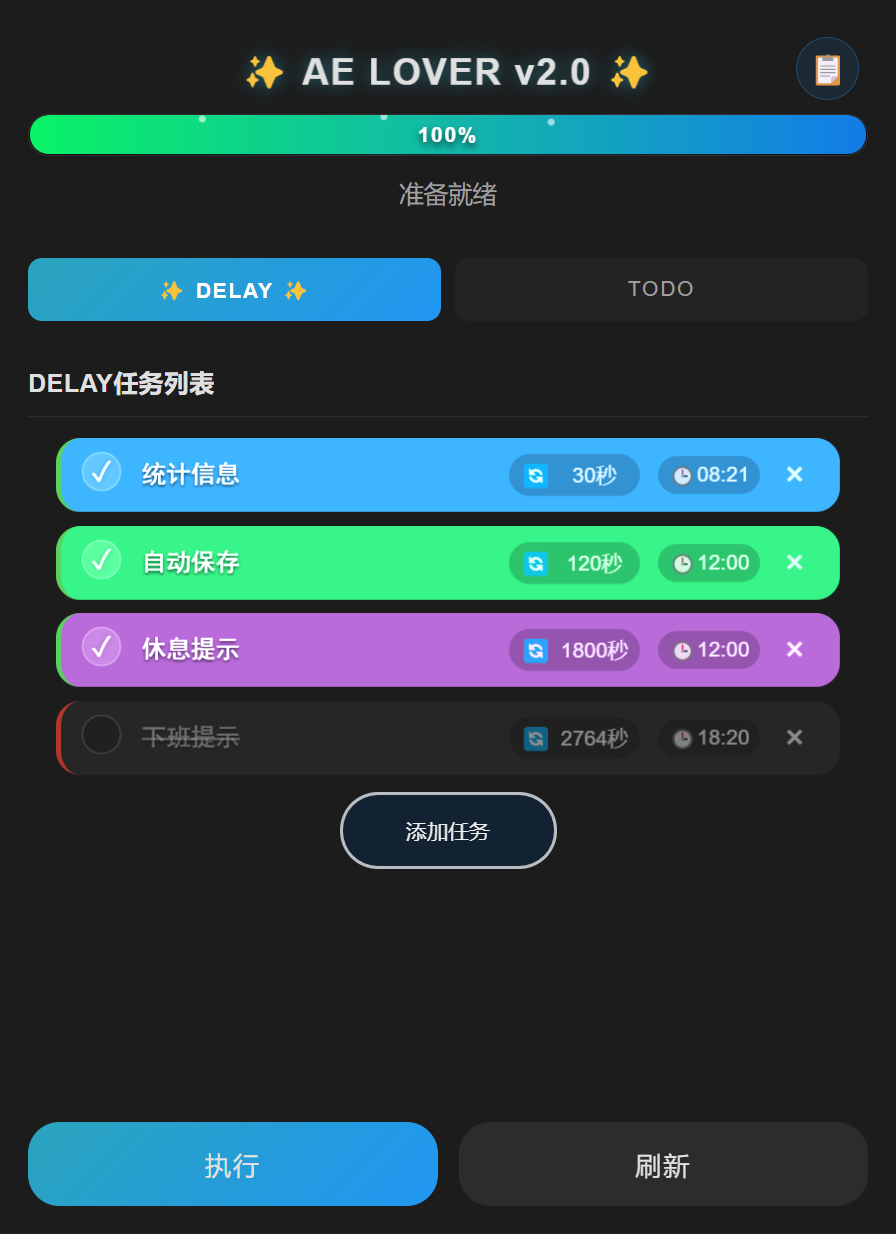 ✨ AE LOVER v2.0 ✨
100%
准备就绪
✨ DELAY ✨
TODO
DELAY任务列表
统计信息 30秒 08:21 ×
自动保存 120秒 12:00 ×
休息提示 1800秒 12:00 ×
下班提示 2764秒 18:20 ×
添加任务
执行
刷新